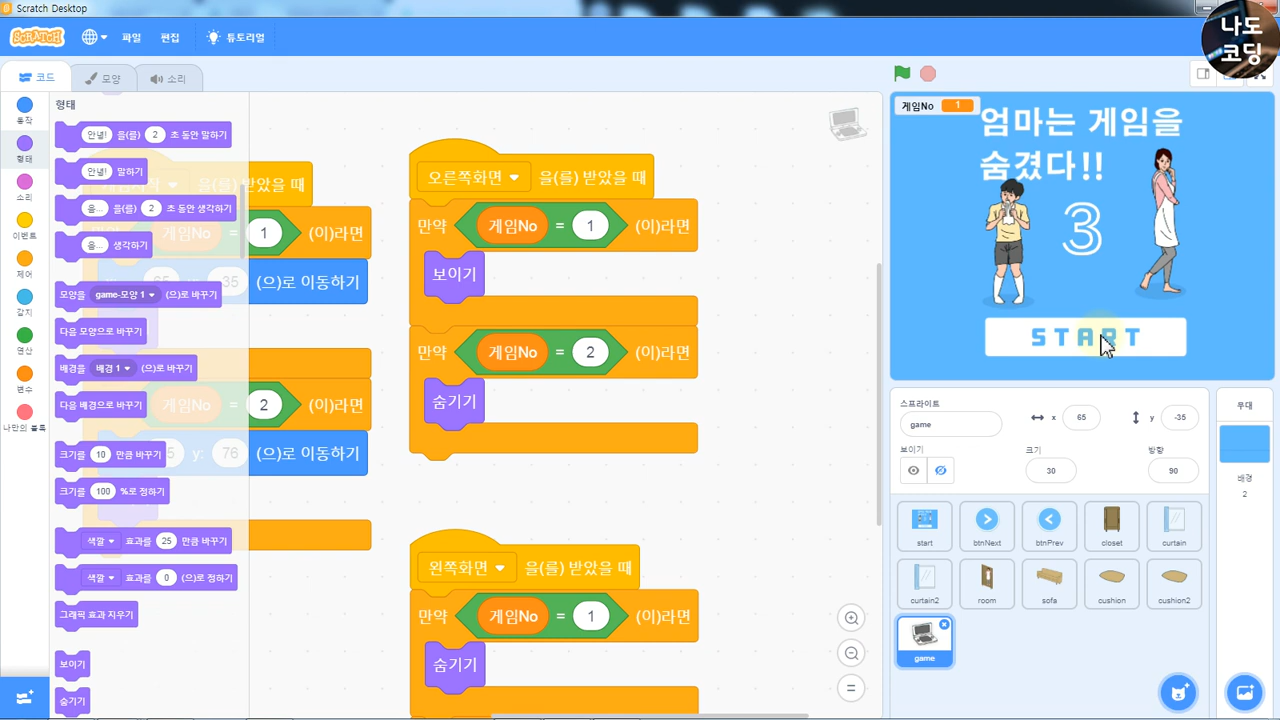 Scratch Desktop
SCRATCH
파일
편집
튜토리얼
나도
코딩
코드
모양
소리
동작
형태
소리
이벤트
제어
감지
연산
변수
나만의 블록
형태
안녕! 을(를) 2 초 동안 말하기
안녕! 말하기
음... 을(를) 2 초 동안 생각하기
음... 생각하기
모양을 game-모양 1 (으)로 바꾸기
다음 모양으로 바꾸기
배경을 배경 1 (으)로 바꾸기
다음 배경으로 바꾸기
크기를 10 만큼 바꾸기
크기를 100 %로 정하기
색깔 효과를 25 만큼 바꾸기
색깔 효과를 0 (으)로 정하기
그래픽 효과 지우기
보이기
숨기기
을(를) 받았을 때
게임No = 1 (이)라면
35 (으)로 이동하기
게임No = 2 (이)라면
y: 76 (으)로 이동하기
오른쪽화면 을(를) 받았을 때
만약 게임No = 1 (이)라면
보이기
만약 게임No = 2 (이)라면
숨기기
왼쪽화면 을(를) 받았을 때
만약 게임No = 1 (이)라면
숨기기
게임No 1
엄마는 게임을
숨겼다!!
3
START
스프라이트
game
x 65
y -35
보이기
크기
30
방향
90
무대
배경
2
start
btnNext
btnPrev
closet
curtain
curtain2
room
sofa
cushion
cushion2
game